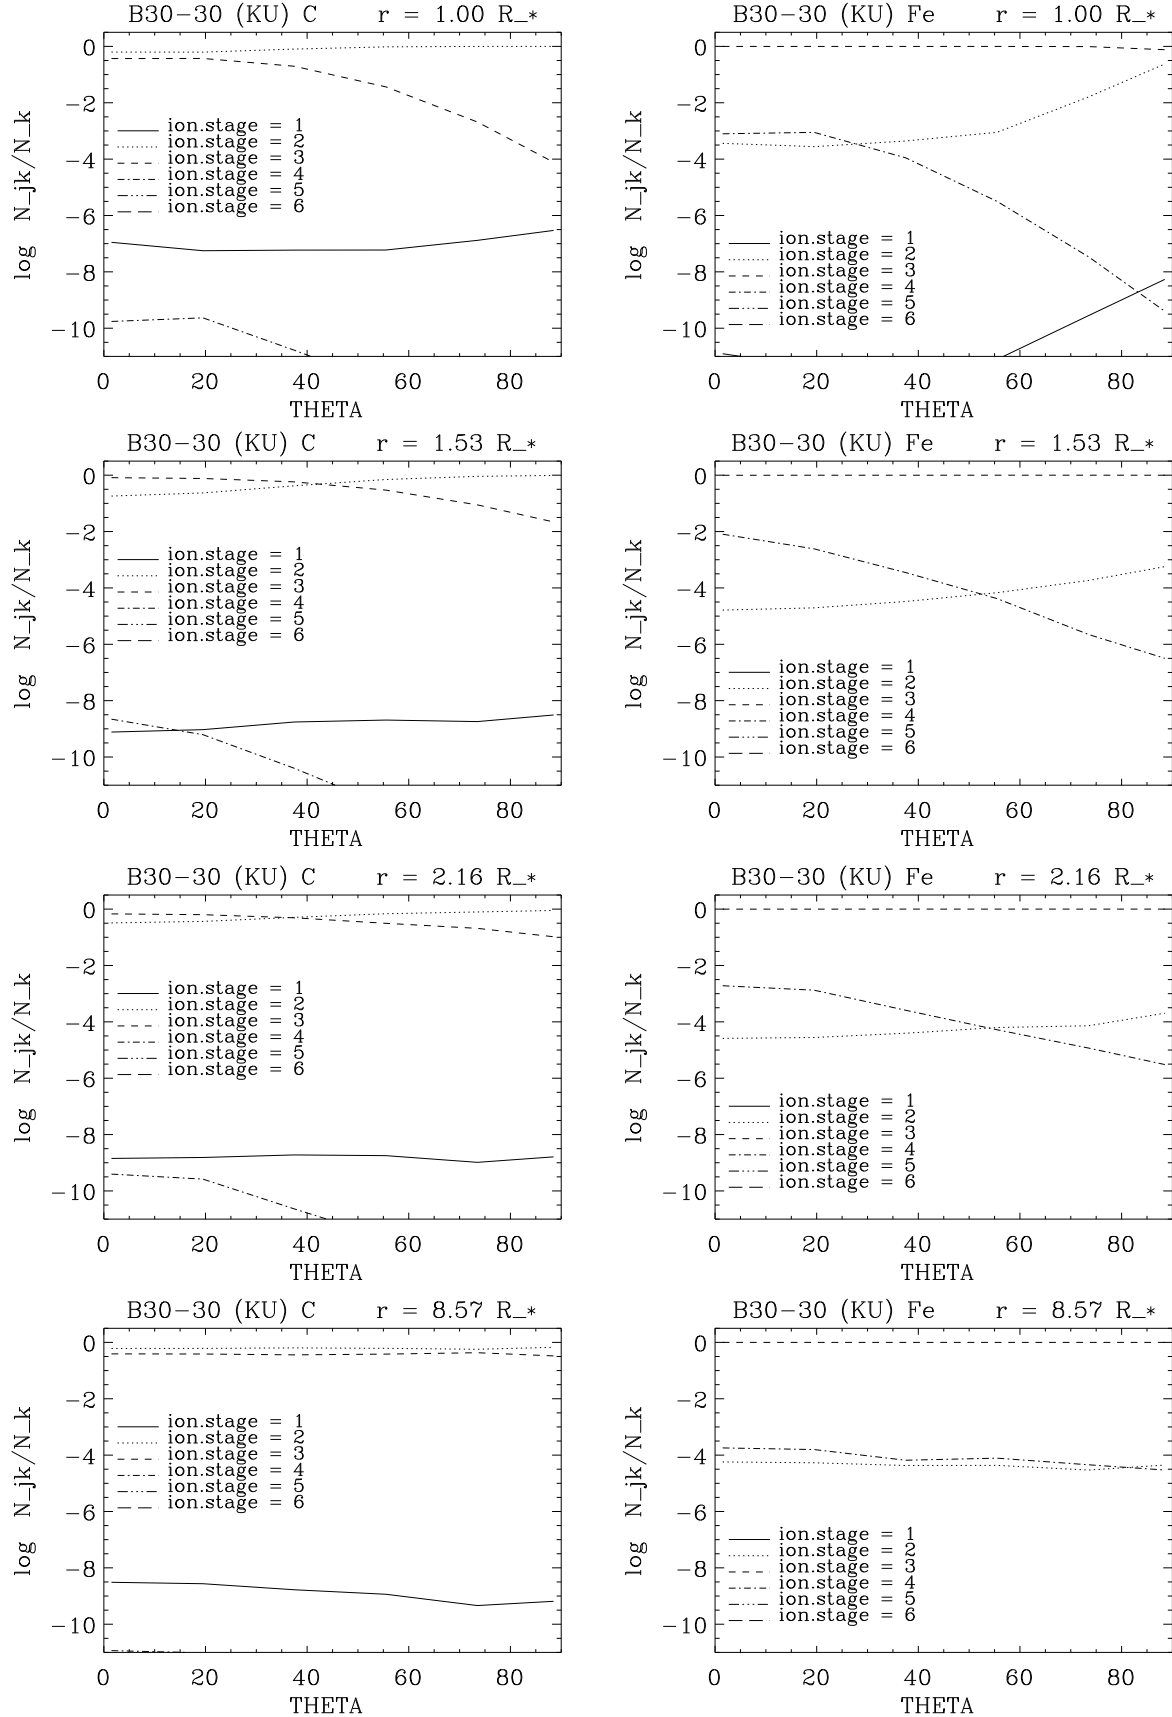 B30-30 (KU) C r = 1.00 R_*
0
-2
-4
-6
-8
-10
log N_jk/N_k
ion.stage = 1
ion.stage = 2
ion.stage = 3
ion.stage = 4
ion.stage = 5
ion.stage = 6
0 20 40 60 80
THETA
B30-30 (KU) Fe r = 1.00 R_*
0
-2
-4
-6
-8
-10
log N_jk/N_k
ion.stage = 1
ion.stage = 2
ion.stage = 3
ion.stage = 4
ion.stage = 5
ion.stage = 6
0 20 40 60 80
THETA
B30-30 (KU) C r = 1.53 R_*
0
-2
-4
-6
-8
-10
log N_jk/N_k
ion.stage = 1
ion.stage = 2
ion.stage = 3
ion.stage = 4
ion.stage = 5
ion.stage = 6
0 20 40 60 80
THETA
B30-30 (KU) Fe r = 1.53 R_*
0
-2
-4
-6
-8
-10
log N_jk/N_k
ion.stage = 1
ion.stage = 2
ion.stage = 3
ion.stage = 4
ion.stage = 5
ion.stage = 6
0 20 40 60 80
THETA
B30-30 (KU) C r = 2.16 R_*
0
-2
-4
-6
-8
-10
log N_jk/N_k
ion.stage = 1
ion.stage = 2
ion.stage = 3
ion.stage = 4
ion.stage = 5
ion.stage = 6
0 20 40 60 80
THETA
B30-30 (KU) Fe r = 2.16 R_*
0
-2
-4
-6
-8
-10
log N_jk/N_k
ion.stage = 1
ion.stage = 2
ion.stage = 3
ion.stage = 4
ion.stage = 5
ion.stage = 6
0 20 40 60 80
THETA
B30-30 (KU) C r = 8.57 R_*
0
-2
-4
-6
-8
-10
log N_jk/N_k
ion.stage = 1
ion.stage = 2
ion.stage = 3
ion.stage = 4
ion.stage = 5
ion.stage = 6
0 20 40 60 80
THETA
B30-30 (KU) Fe r = 8.57 R_*
0
-2
-4
-6
-8
-10
log N_jk/N_k
ion.stage = 1
ion.stage = 2
ion.stage = 3
ion.stage = 4
ion.stage = 5
ion.stage = 6
0 20 40 60 80
THETA